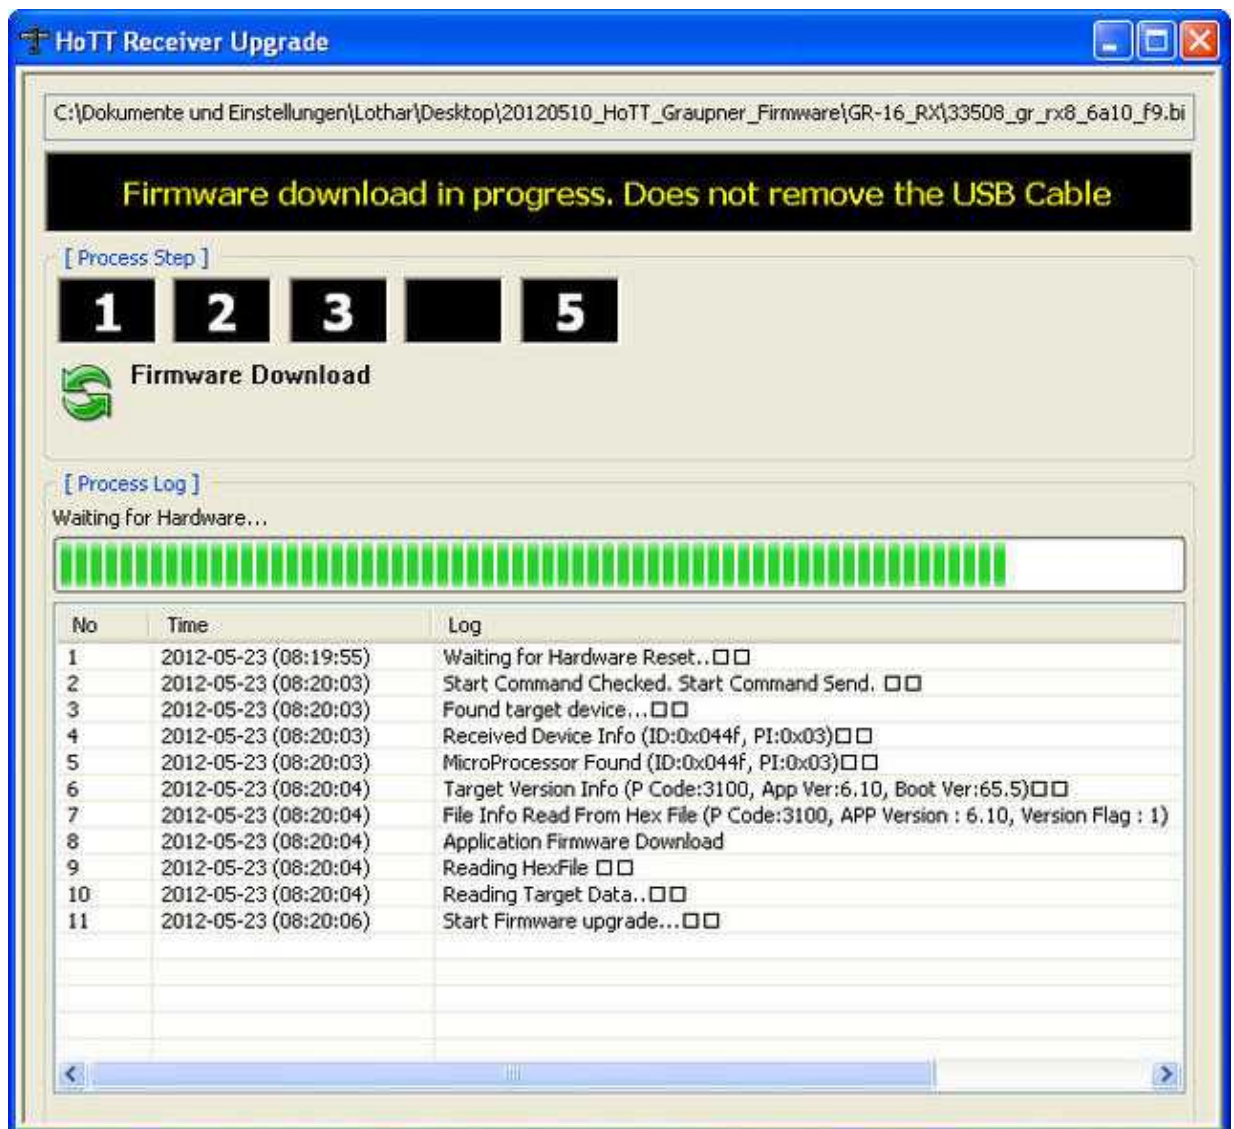 HoTT Receiver Upgrade
C:\Dokumente und Einstellungen\Lothar\Desktop\20120510_HoTT_Graupner_Firmware\GR-16_RX\33508_gr_rx8_6a10_f9.bi
Firmware download in progress. Does not remove the USB Cable
[ Process Step ]
1 2 3 5
Firmware Download
[ Process Log ]
Waiting for Hardware...
No Time Log
1 2012-05-23 (08:19:55) Waiting for Hardware Reset..□□
2 2012-05-23 (08:20:03) Start Command Checked. Start Command Send. □□
3 2012-05-23 (08:20:03) Found target device...□□
4 2012-05-23 (08:20:03) Received Device Info (ID:0x044f, PI:0x03)□□
5 2012-05-23 (08:20:03) MicroProcessor Found (ID:0x044f, PI:0x03)□□
6 2012-05-23 (08:20:04) Target Version Info (P Code:3100, App Ver:6.10, Boot Ver:65.5)□□
7 2012-05-23 (08:20:04) File Info Read From Hex File (P Code:3100, APP Version : 6.10, Version Flag : 1)
8 2012-05-23 (08:20:04) Application Firmware Download
9 2012-05-23 (08:20:04) Reading HexFile □□
10 2012-05-23 (08:20:04) Reading Target Data..□□
11 2012-05-23 (08:20:06) Start Firmware upgrade...□□